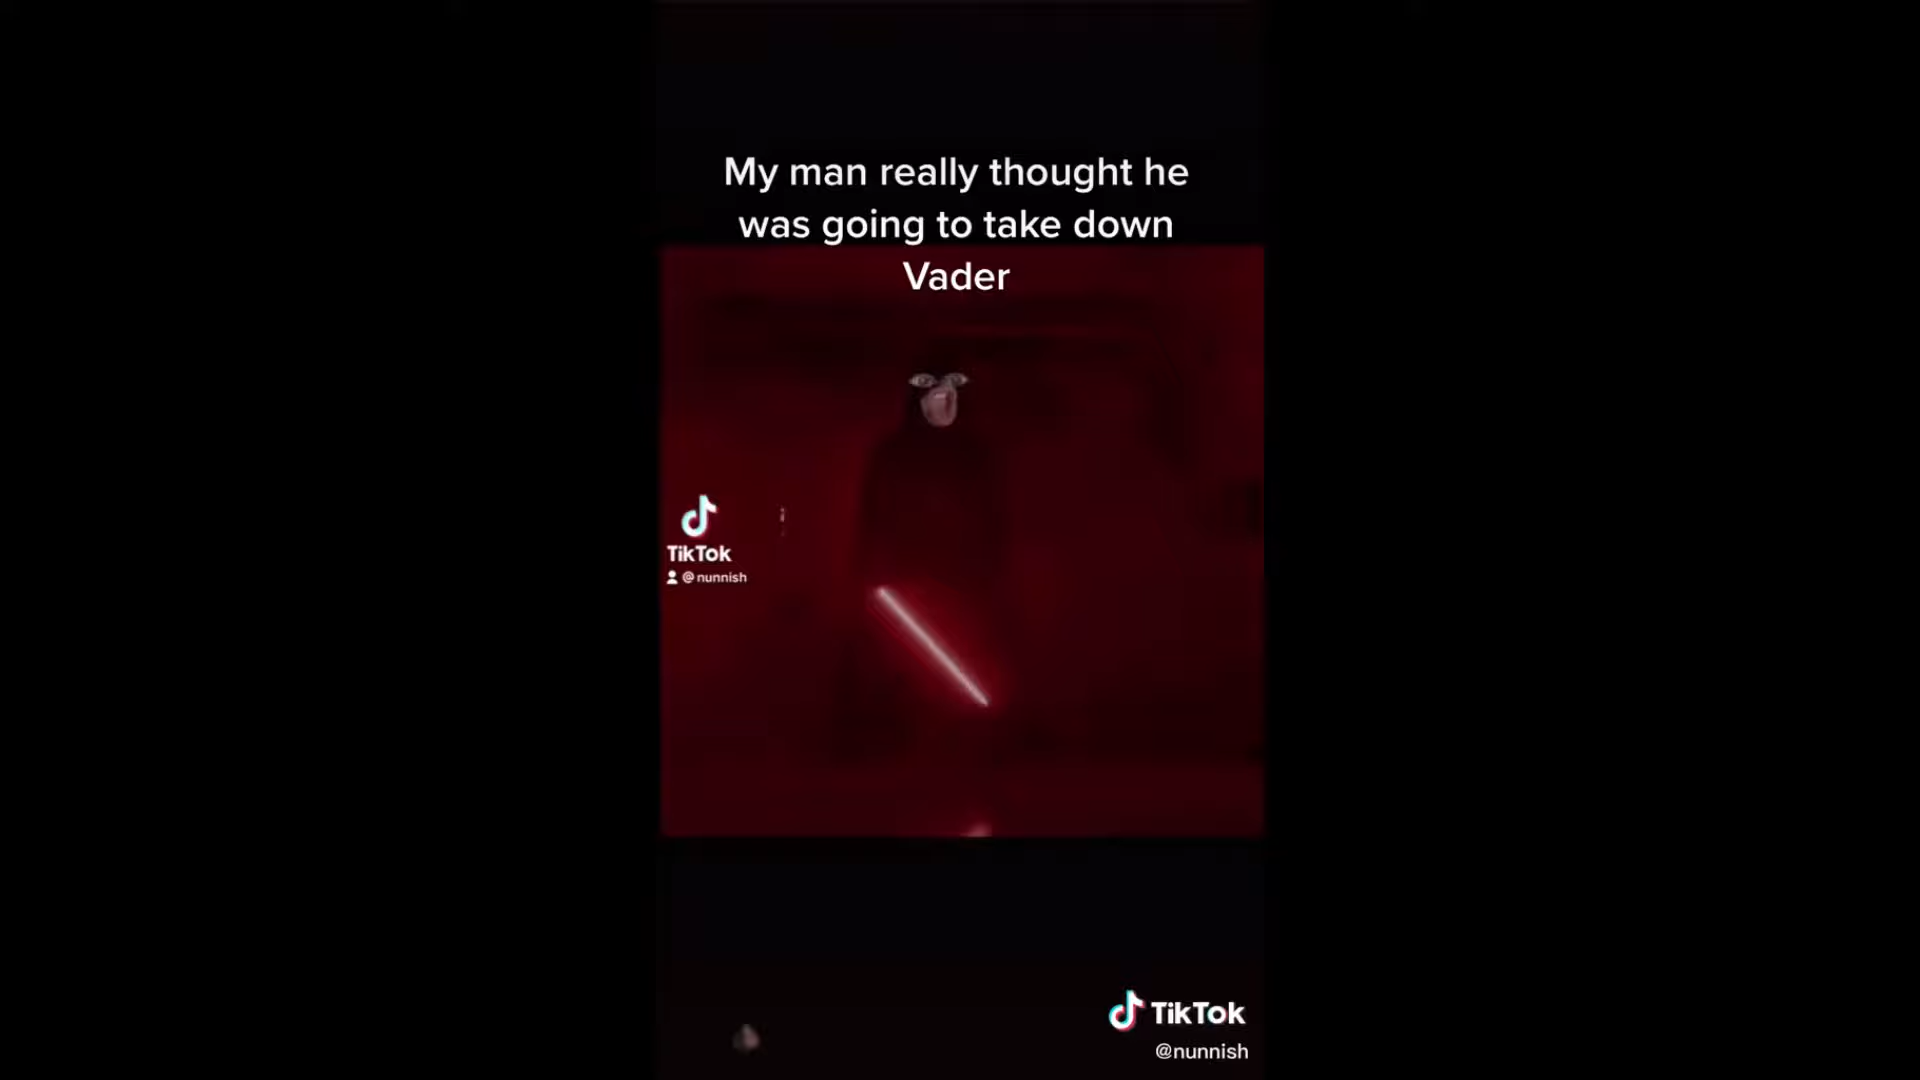 My man really thought he
was going to take down
Vader
TikTok
@nunnish
TikTok
@nunnish